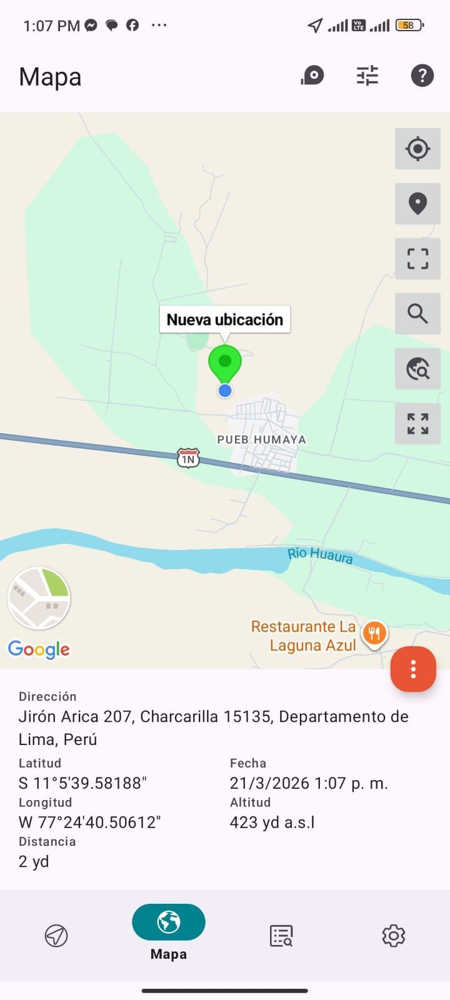 1:07 PM
Vo
LTE
58
Mapa
?
Nueva ubicación
PUEB HUMAYA
1N
Río Huaura
Restaurante La
Laguna Azul
Google
Dirección
Jirón Arica 207, Charcarilla 15135, Departamento de
Lima, Perú
Latitud
S 11°5'39.58188"
Fecha
21/3/2026 1:07 p. m.
Longitud
W 77°24'40.50612"
Altitud
423 yd a.s.l
Distancia
2 yd
Mapa